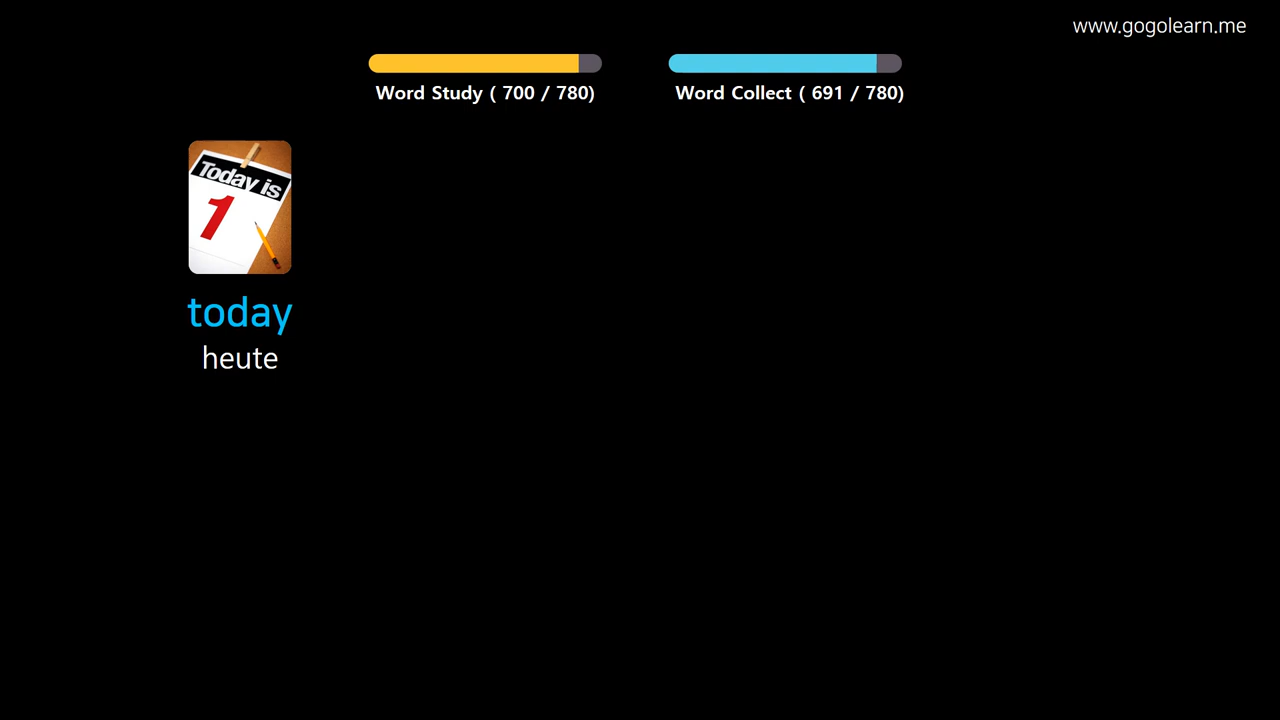 www.gogolearn.me
Word Study ( 700 / 780)
Word Collect ( 691 / 780)
Today is
1
today
heute